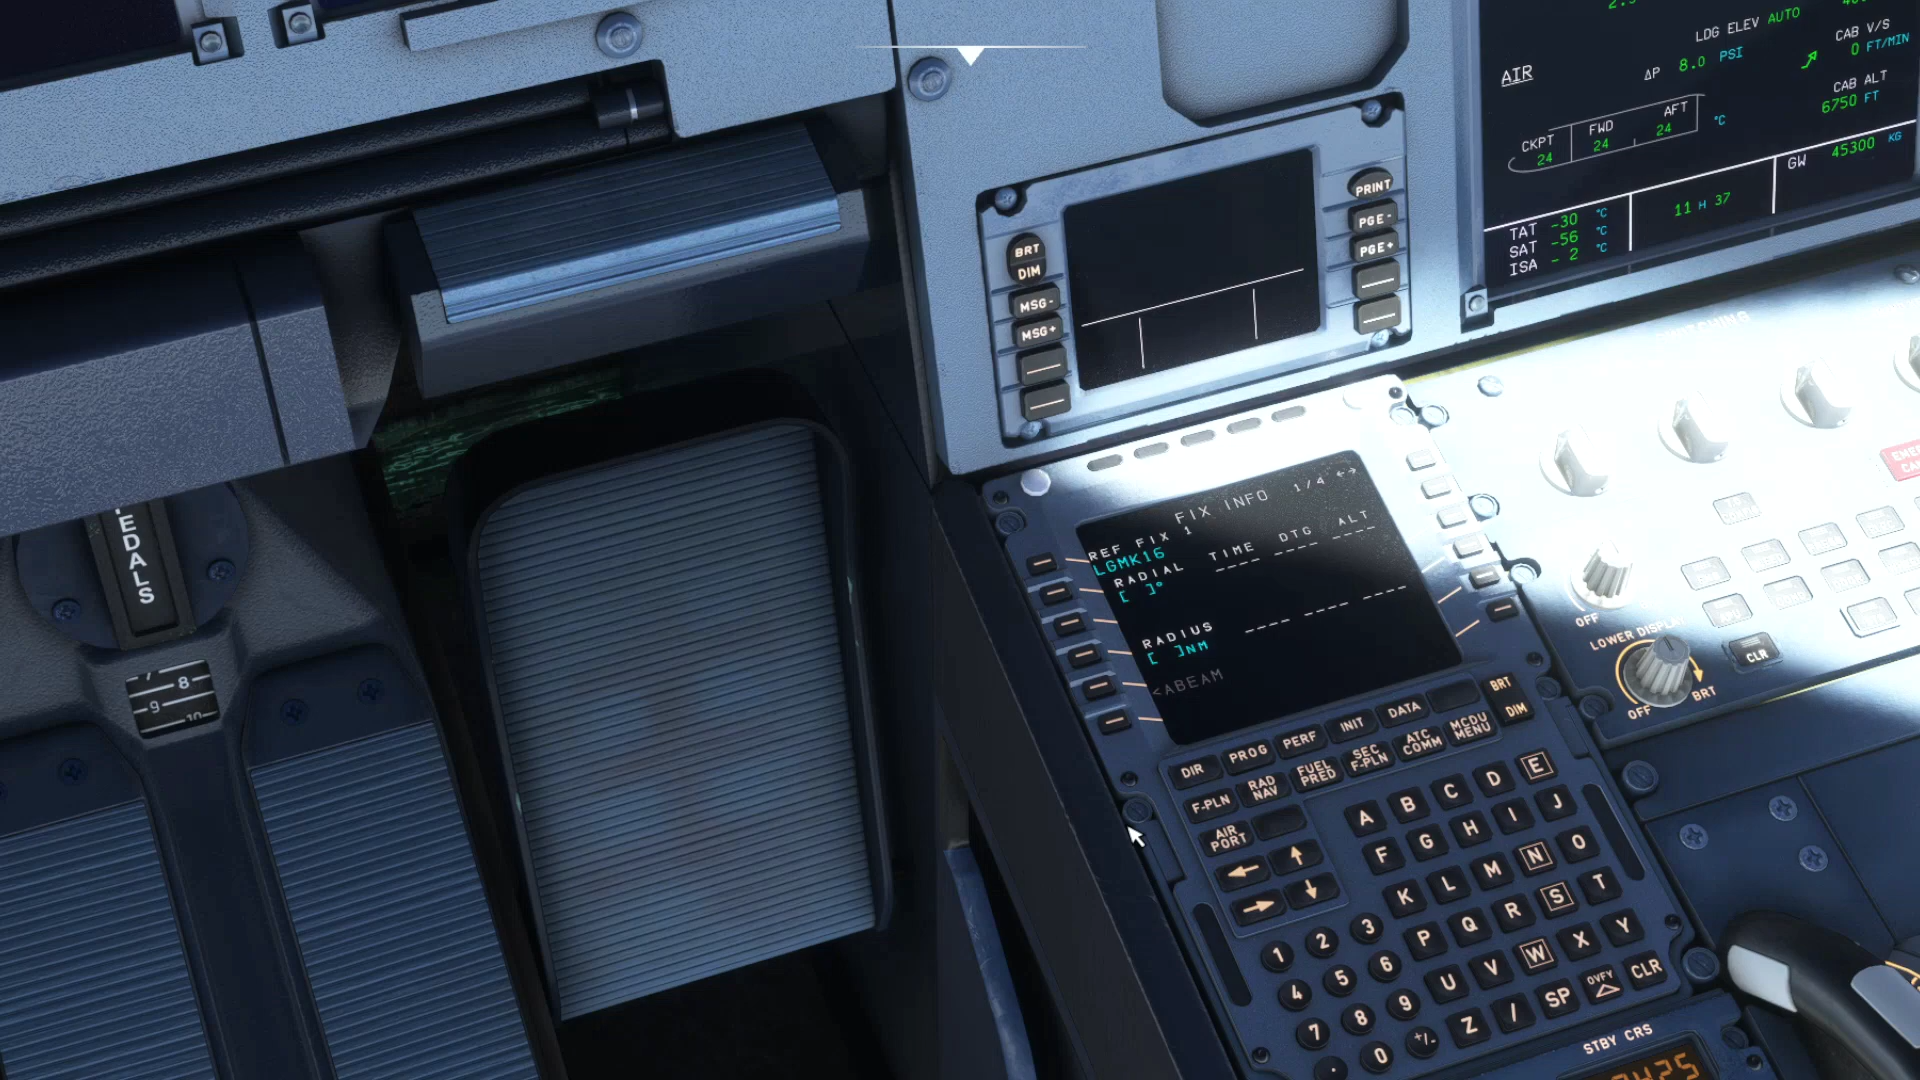 LDG ELEV AUTO
CAB V/S
0 FT/MIN
AIR
ΔP 8.0 PSI
CAB ALT
6750 FT
CKPT FWD AFT
24 24 24 °C
GW 45300 KG
TAT -30 °C
SAT -56 °C
ISA - 2 °C
11 H 37
PRINT
PGE-
PGE+
BRT
DIM
MSG-
MSG+
FIX INFO 1/4 ←→
REF FIX 1
LGMK16
TIME DTG ALT
RADIAL
---- ---- ----
[ ]°
RADIUS
---- ---- ----
[ ]NM
<ABEAM
PEDALS
7
8
9
10
OFF
LOWER DISPLAY
OFF BRT
CLR
DIR PROG PERF INIT DATA
BRT
DIM
F-PLN
RAD
NAV
FUEL
PRED
SEC
F-PLN
ATC
COMM
MCDU
MENU
AIR
PORT
← ↑
→ ↓
A B C D E
F G H I J
K L M N O
P Q R S T
U V W X Y
Z / SP OVFY CLR
1 2 3
4 5 6
7 8 9
. 0 +/-
STBY CRS